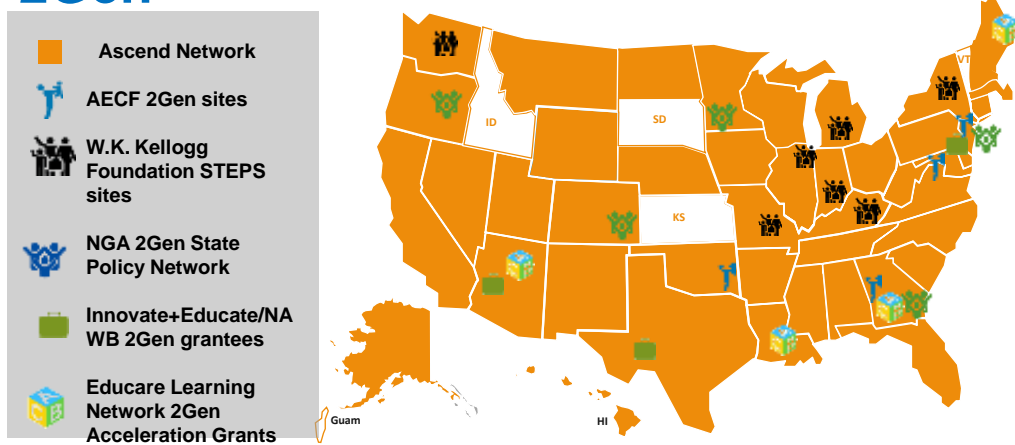 2Gen
Ascend Network
AECF 2Gen sites
W.K. Kellogg
Foundation STEPS
sites
NGA 2Gen State
Policy Network
Innovate+Educate/NA
WB 2Gen grantees
Educare Learning
Network 2Gen
Acceleration Grants
VT
ID
SD
KS
Guam
HI